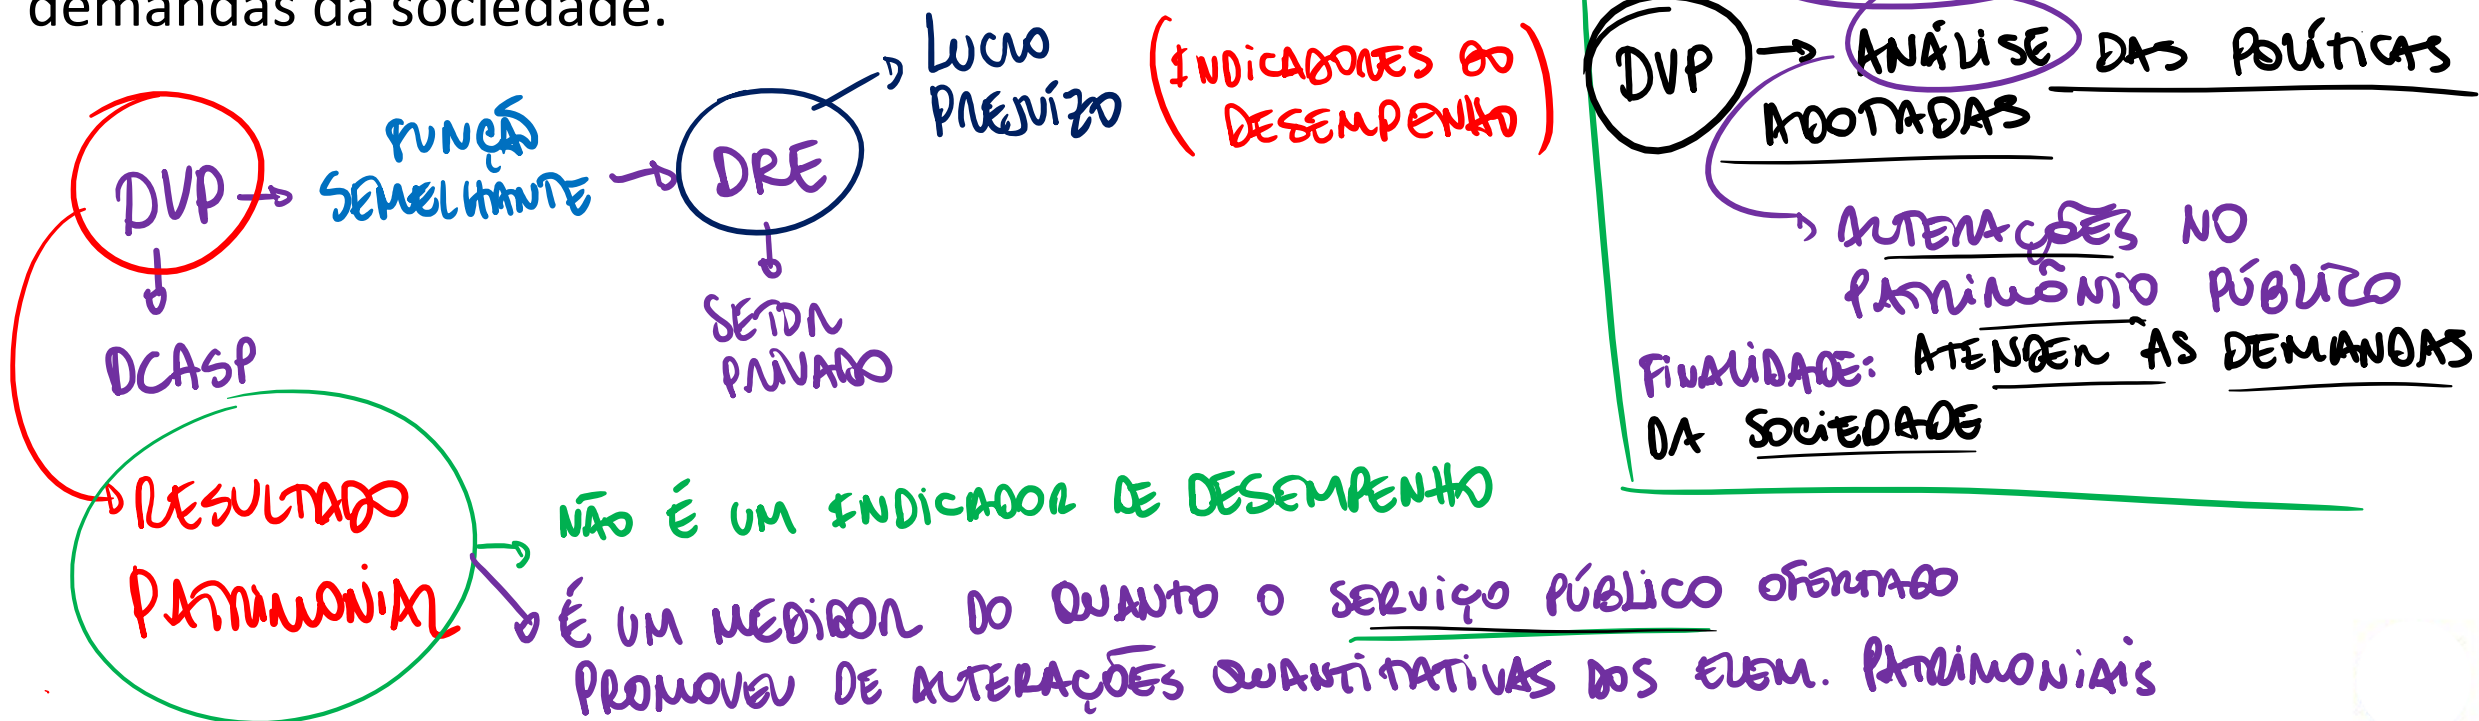 demandas da sociedade.
DVP
FUNÇÃO
SEMELHANTE
DRE
LUCRO
PREJUÍZO
(INDICADORES DO
DESEMPENHO)
DCASP
SETOR
PRIVADO
DVP
ANÁLISE DAS POLÍTICAS
ADOTADAS
ALTERAÇÕES NO
PATRIMÔNIO PÚBLICO
FINALIDADE: ATENDER AS DEMANDAS
DA SOCIEDADE
RESULTADO
PATRIMONIAL
NÃO É UM INDICADOR DE DESEMPENHO
É UM MEDIDOR DO QUANTO O SERVIÇO PÚBLICO OFERTADO
PROMOVEU DE ALTERAÇÕES QUANTITATIVAS DOS ELEM. PATRIMONIAIS